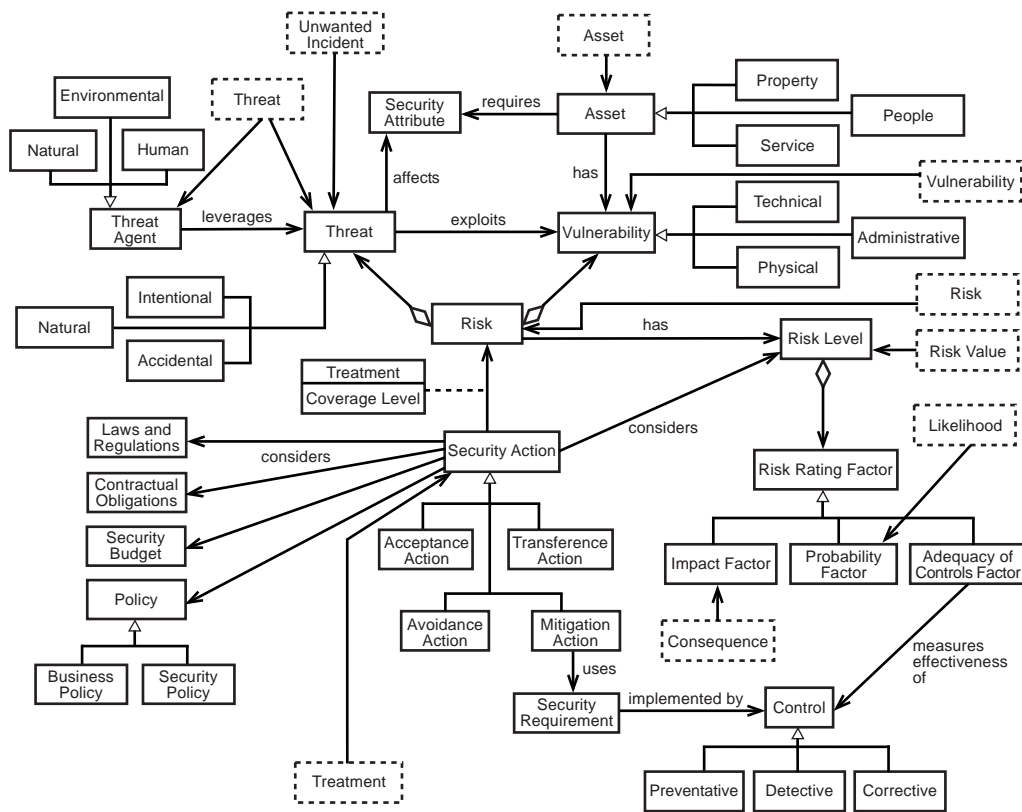 Unwanted
Incident
Asset
Environmental
Threat
Security
Attribute
requires
Asset
Property
People
Service
Natural
Human
affects
has
Vulnerability
Technical
Threat
Agent
leverages
Threat
exploits
Vulnerability
Administrative
Physical
Intentional
Natural
Accidental
Risk
Risk
has
Risk Level
Risk Value
Treatment
Coverage Level
Laws and
Regulations
considers
Security Action
considers
Likelihood
Contractual
Obligations
Risk Rating Factor
Security
Budget
Acceptance
Action
Transference
Action
Impact Factor
Probability
Factor
Adequacy of
Controls Factor
Policy
Avoidance
Action
Mitigation
Action
Consequence
measures
effectiveness
of
Business
Policy
Security
Policy
uses
Security
Requirement
implemented by
Control
Treatment
Preventative
Detective
Corrective